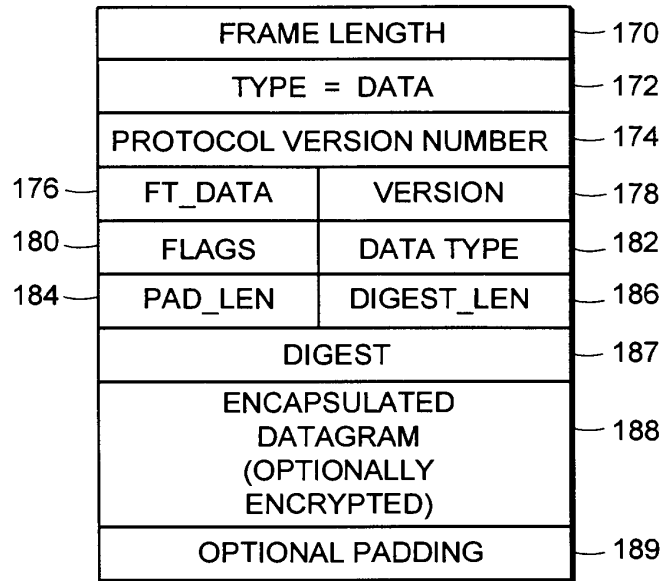 FRAME LENGTH 170
TYPE = DATA 172
PROTOCOL VERSION NUMBER 174
176 FT_DATA VERSION 178
180 FLAGS DATA TYPE 182
184 PAD_LEN DIGEST_LEN 186
DIGEST 187
ENCAPSULATED
DATAGRAM
(OPTIONALLY
ENCRYPTED)
188
OPTIONAL PADDING 189